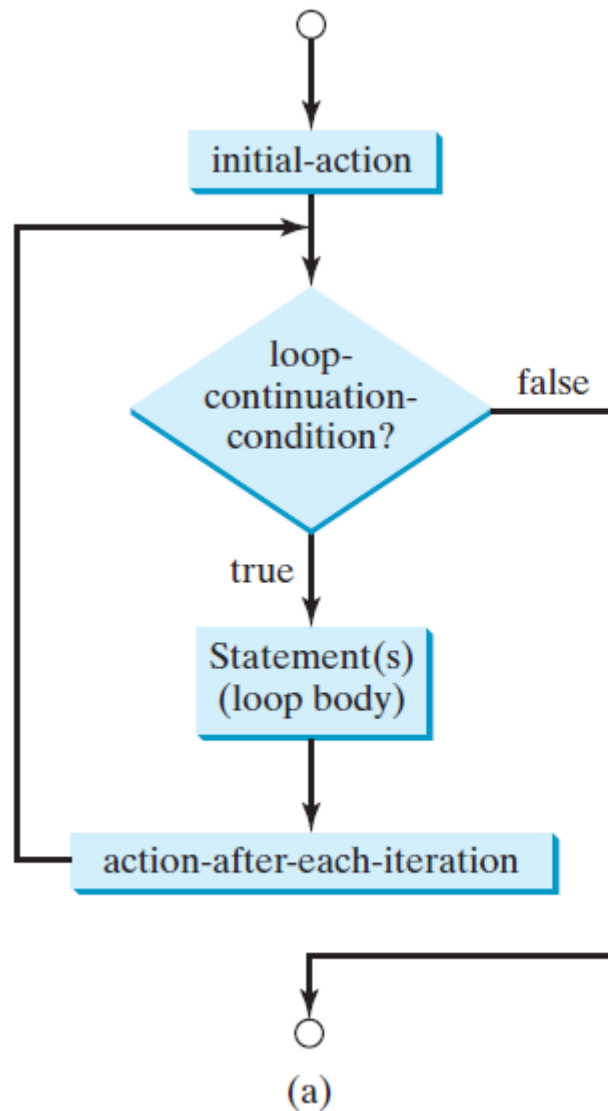 initial-action
loop-
continuation-
condition?
false
true
Statement(s)
(loop body)
action-after-each-iteration
(a)